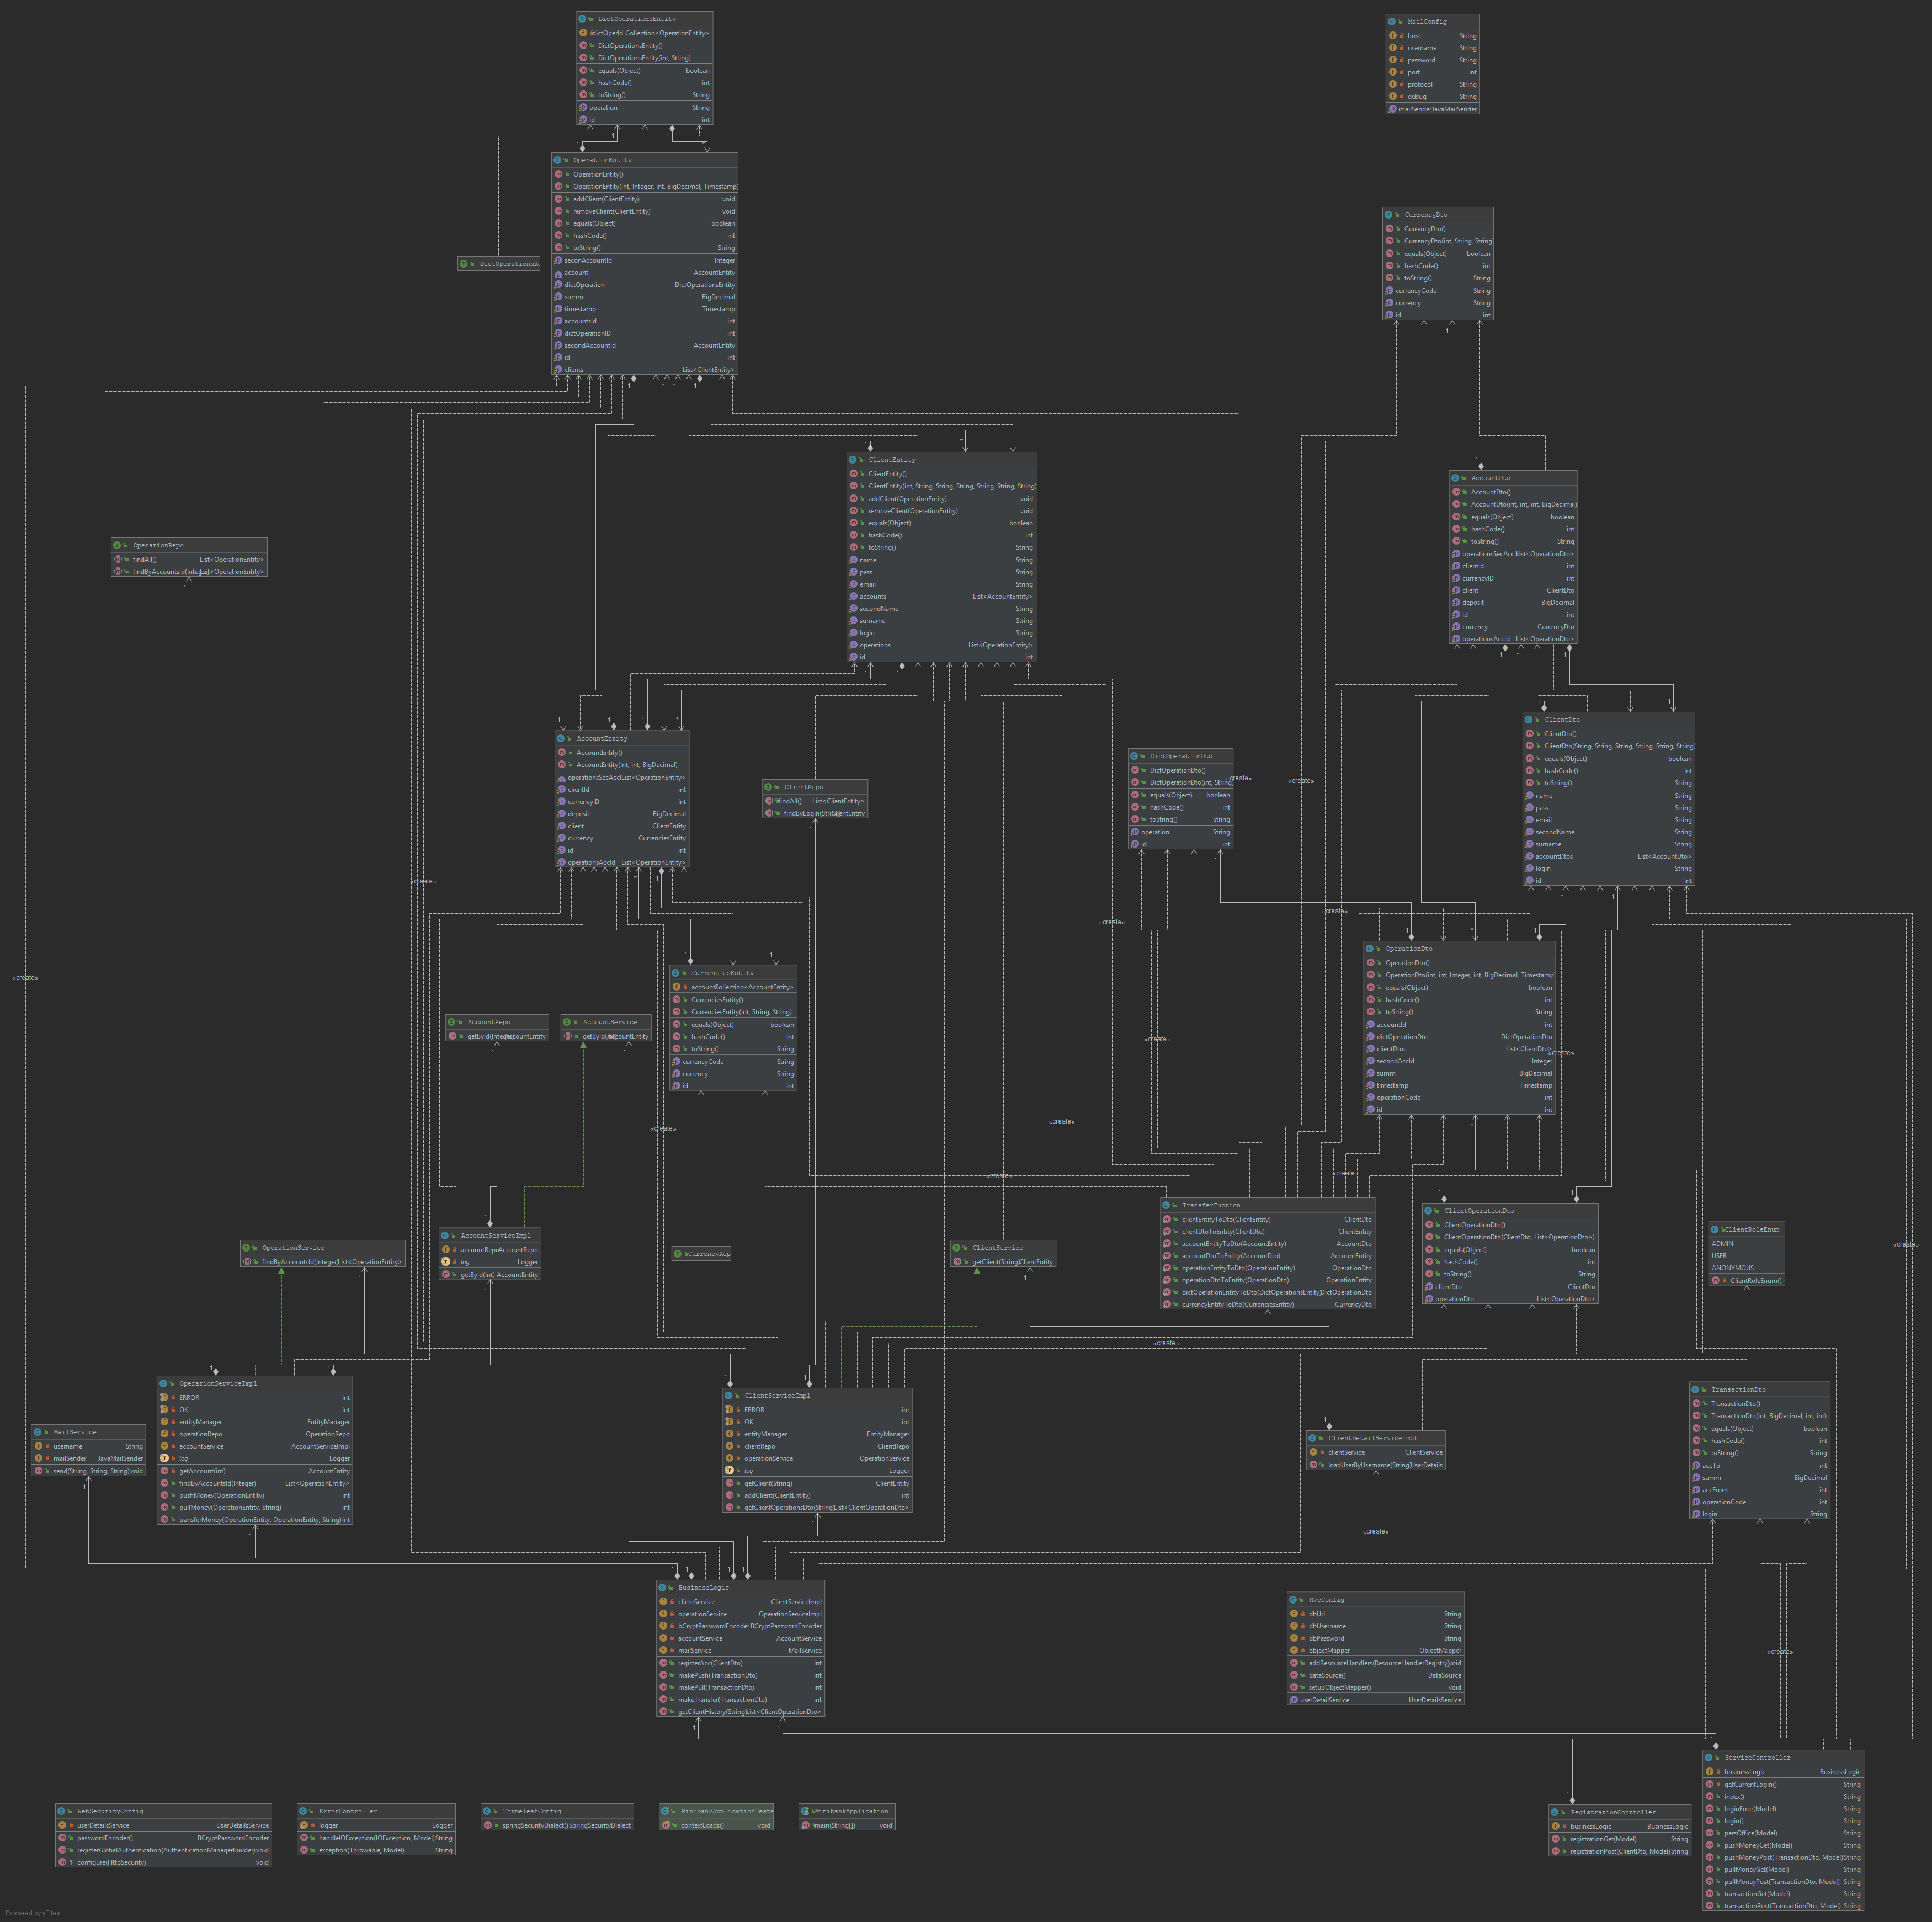 DictOperationsEntity
dictOperId Collection<OperationEntity>
DictOperationsEntity()
DictOperationsEntity(int, String)
equals(Object) boolean
hashCode() int
toString() String
operation String
id int
MailConfig
host String
username String
password String
port int
protocol String
debug String
mailSender JavaMailSender
OperationEntity
OperationEntity()
OperationEntity(int, Integer, int, BigDecimal, Timestamp)
addClient(ClientEntity) void
removeClient(ClientEntity) void
equals(Object) boolean
hashCode() int
toString() String
seconAccountId Integer
accountI AccountEntity
dictOperation DictOperationsEntity
summ BigDecimal
timestamp Timestamp
accountsId int
dictOperationID int
secondAccountId AccountEntity
id int
clients List<ClientEntity>
DictOperationsRe
CurrencyDto
CurrencyDto()
CurrencyDto(int, String, String)
equals(Object) boolean
hashCode() int
toString() String
currencyCode String
currency String
id int
ClientEntity
ClientEntity()
ClientEntity(int, String, String, String, String, String, String)
addClient(OperationEntity) void
removeClient(OperationEntity) void
equals(Object) boolean
hashCode() int
toString() String
name String
pass String
email String
accounts List<AccountEntity>
secondName String
surname String
login String
operations List<OperationEntity>
id int
AccountDto
AccountDto()
AccountDto(int, int, int, BigDecimal)
equals(Object) boolean
hashCode() int
toString() String
operationsSecAccId List<OperationDto>
clientId int
currencyID int
client ClientDto
deposit BigDecimal
id int
currency CurrencyDto
operationsAccId List<OperationDto>
OperationRepo
findAll() List<OperationEntity>
findByAccountsId(Integer) List<OperationEntity>
ClientDto
ClientDto()
ClientDto(String, String, String, String, String, String)
equals(Object) boolean
hashCode() int
toString() String
name String
pass String
email String
secondName String
surname String
accountDtos List<AccountDto>
login String
id int
AccountEntity
AccountEntity()
AccountEntity(int, int, BigDecimal)
operationsSecAccI List<OperationEntity>
clientId int
currencyID int
deposit BigDecimal
client ClientEntity
currency CurrenciesEntity
id int
operationsAccId List<OperationEntity>
ClientRepo
findAll() List<ClientEntity>
findByLogin(String) ClientEntity
DictOperationDto
DictOperationDto()
DictOperationDto(int, String)
equals(Object) boolean
hashCode() int
toString() String
operation String
id int
«create»
«create»
«create»
«create»
«create»
OperationDto
OperationDto()
OperationDto(int, int, Integer, int, BigDecimal, Timestamp)
equals(Object) boolean
hashCode() int
toString() String
accountId int
dictOperationDto DictOperationDto
clientDtos List<ClientDto>
secondAccId Integer
summ BigDecimal
timestamp Timestamp
operationCode int
id int
«create»
«create»
«create»
«create»
CurrenciesEntity
accounts Collection<AccountEntity>
CurrenciesEntity()
CurrenciesEntity(int, String, String)
equals(Object) boolean
hashCode() int
toString() String
currencyCode String
currency String
id int
AccountRepo
getById(Integer) AccountEntity
AccountService
getById(int) AccountEntity
«create»
«create»
«create»
«create»
TransferFuction
clientEntityToDto(ClientEntity) ClientDto
clientDtoToEntity(ClientDto) ClientEntity
accountEntityToDto(AccountEntity) AccountDto
accountDtoToEntity(AccountDto) AccountEntity
operationEntityToDto(OperationEntity) OperationDto
operationDtoToEntity(OperationDto) OperationEntity
dictOperationEntityToDto(DictOperationsEntity) DictOperationDto
currencyEntityToDto(CurrenciesEntity) CurrencyDto
ClientOperationDto
ClientOperationDto()
ClientOperationDto(ClientDto, List<OperationDto>)
equals(Object) boolean
hashCode() int
toString() String
clientDto ClientDto
operationDto List<OperationDto>
ClientRoleEnum
ADMIN
USER
ANONYMOUS
ClientRoleEnum()
AccountServiceImpl
accountRepo AccountRepo
log Logger
getById(int) AccountEntity
OperationService
findByAccountsId(Integer) List<OperationEntity>
CurrencyRep
ClientService
getClient(String) ClientEntity
«create»
OperationServiceImpl
ERROR int
OK int
entityManager EntityManager
operationRepo OperationRepo
accountService AccountServiceImpl
log Logger
getAccount(int) AccountEntity
findByAccountsId(Integer) List<OperationEntity>
pushMoney(OperationEntity) int
pullMoney(OperationEntity, String) int
transferMoney(OperationEntity, OperationEntity, String) int
ClientServiceImpl
ERROR int
OK int
entityManager EntityManager
clientRepo ClientRepo
operationService OperationService
log Logger
getClient(String) ClientEntity
addClient(ClientEntity) int
getClientOperationsDto(String) List<ClientOperationDto>
MailService
username String
mailSender JavaMailSender
send(String, String, String) void
ClientDetailServiceImpl
clientService ClientService
loadUserByUsername(String) UserDetails
TransactionDto
TransactionDto()
TransactionDto(int, BigDecimal, int, int)
equals(Object) boolean
hashCode() int
toString() String
accTo int
summ BigDecimal
accFrom int
operationCode int
login String
«create»
BusinessLogic
clientService ClientServiceImpl
operationService OperationServiceImpl
bCryptPasswordEncoder BCryptPasswordEncoder
accountService AccountService
mailService MailService
registerAcc(ClientDto) int
makePush(TransactionDto) int
makePull(TransactionDto) int
makeTransfer(TransactionDto) int
getClientHistory(String) List<ClientOperationDto>
MvcConfig
dbUrl String
dbUsername String
dbPassword String
objectMapper ObjectMapper
addResourceHandlers(ResourceHandlerRegistry) void
dataSource() DataSource
setupObjectMapper() void
userDetailService UserDetailsService
«create»
ServiceController
businessLogic BusinessLogic
getCurrentLogin() String
index() String
loginError(Model) String
login() String
persOffice(Model) String
pushMoneyGet(Model) String
pushMoneyPost(TransactionDto, Model) String
pullMoneyGet(Model) String
pullMoneyPost(TransactionDto, Model) String
transactionGet(Model) String
transactionPost(TransactionDto, Model) String
WebSecurityConfig
userDetailsService UserDetailsService
passwordEncoder() BCryptPasswordEncoder
registerGlobalAuthentication(AuthenticationManagerBuilder) void
configure(HttpSecurity) void
ErrorController
logger Logger
handleIOException(IOException, Model) String
exception(Throwable, Model) String
ThymeleafConfig
springSecurityDialect() SpringSecurityDialect
MinibankApplicationTests
contextLoads() void
MinibankApplication
main(String[]) void
RegistrationController
businessLogic BusinessLogic
registrationGet(Model) String
registrationPost(ClientDto, Model) String
Powered by yFiles